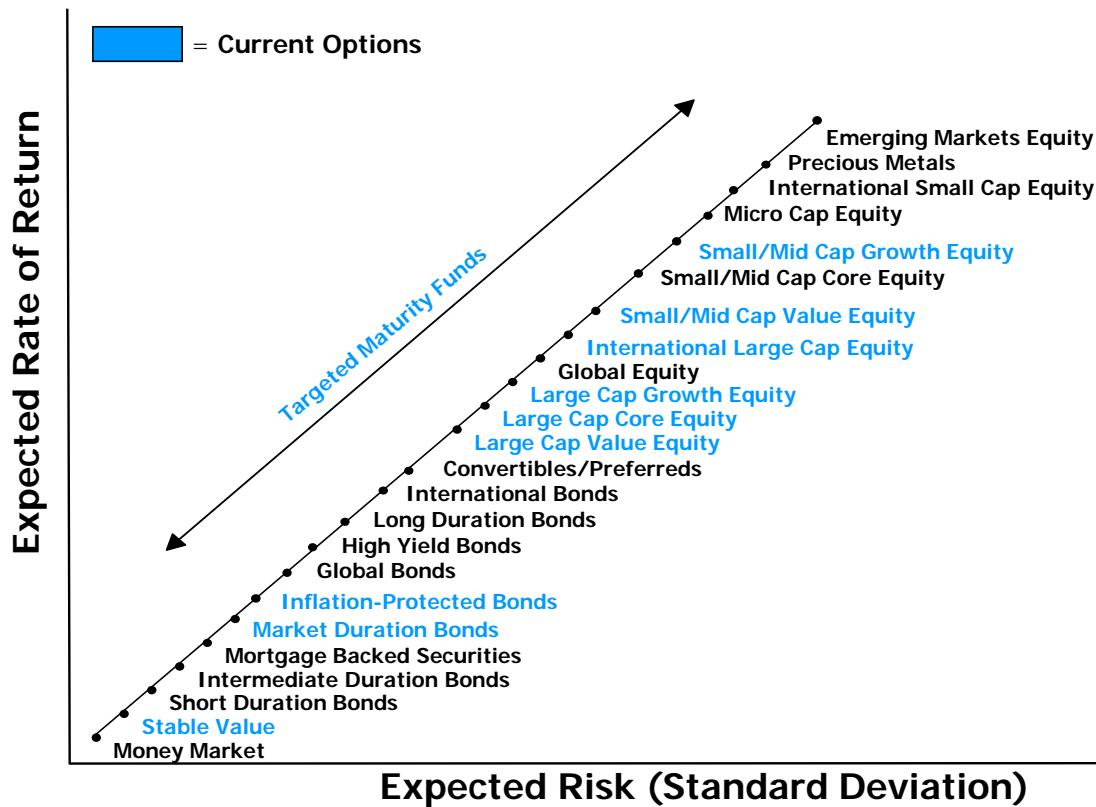 = Current Options
Expected Rate of Return
Targeted Maturity Funds
Emerging Markets Equity
Precious Metals
International Small Cap Equity
Micro Cap Equity
Small/Mid Cap Growth Equity
Small/Mid Cap Core Equity
Small/Mid Cap Value Equity
International Large Cap Equity
Global Equity
Large Cap Growth Equity
Large Cap Core Equity
Large Cap Value Equity
Convertibles/Preferreds
International Bonds
Long Duration Bonds
High Yield Bonds
Global Bonds
Inflation-Protected Bonds
Market Duration Bonds
Mortgage Backed Securities
Intermediate Duration Bonds
Short Duration Bonds
Stable Value
Money Market
Expected Risk (Standard Deviation)